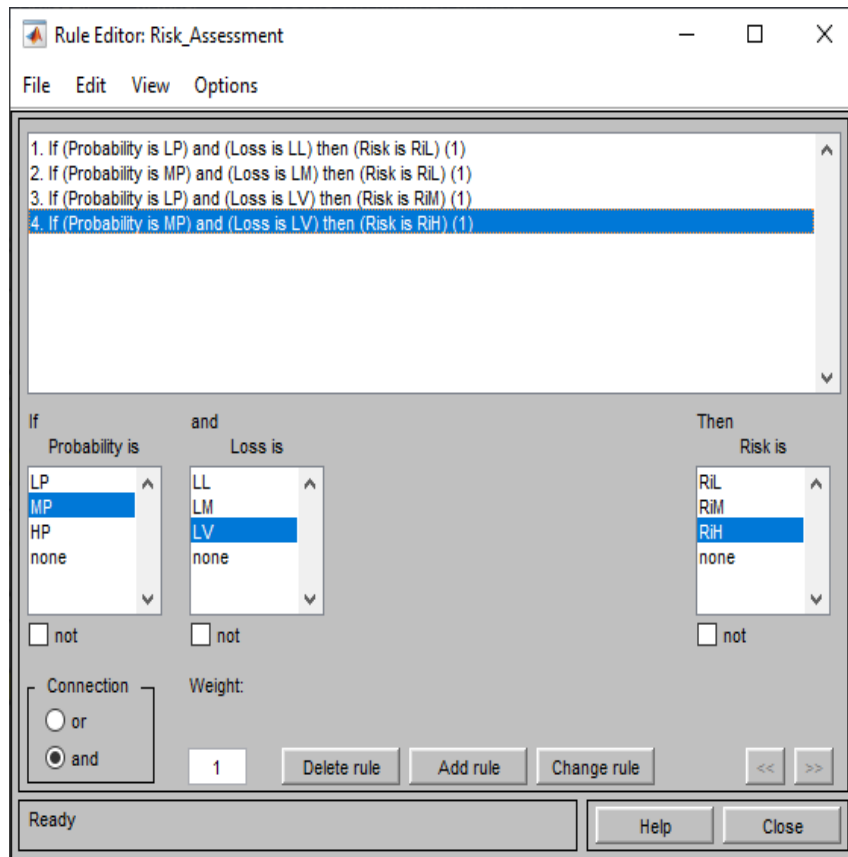 Rule Editor: Risk_Assessment
File Edit View Options
1. If (Probability is LP) and (Loss is LL) then (Risk is RiL) (1)
2. If (Probability is MP) and (Loss is LM) then (Risk is RiL) (1)
3. If (Probability is LP) and (Loss is LV) then (Risk is RiM) (1)
4. If (Probability is MP) and (Loss is LV) then (Risk is RiH) (1)
If and Then
Probability is Loss is Risk is
LP LL RiL
MP LM RiM
HP LV RiH
none none none
not not not
Connection Weight:
or
and 1 Delete rule Add rule Change rule << >>
Ready Help Close